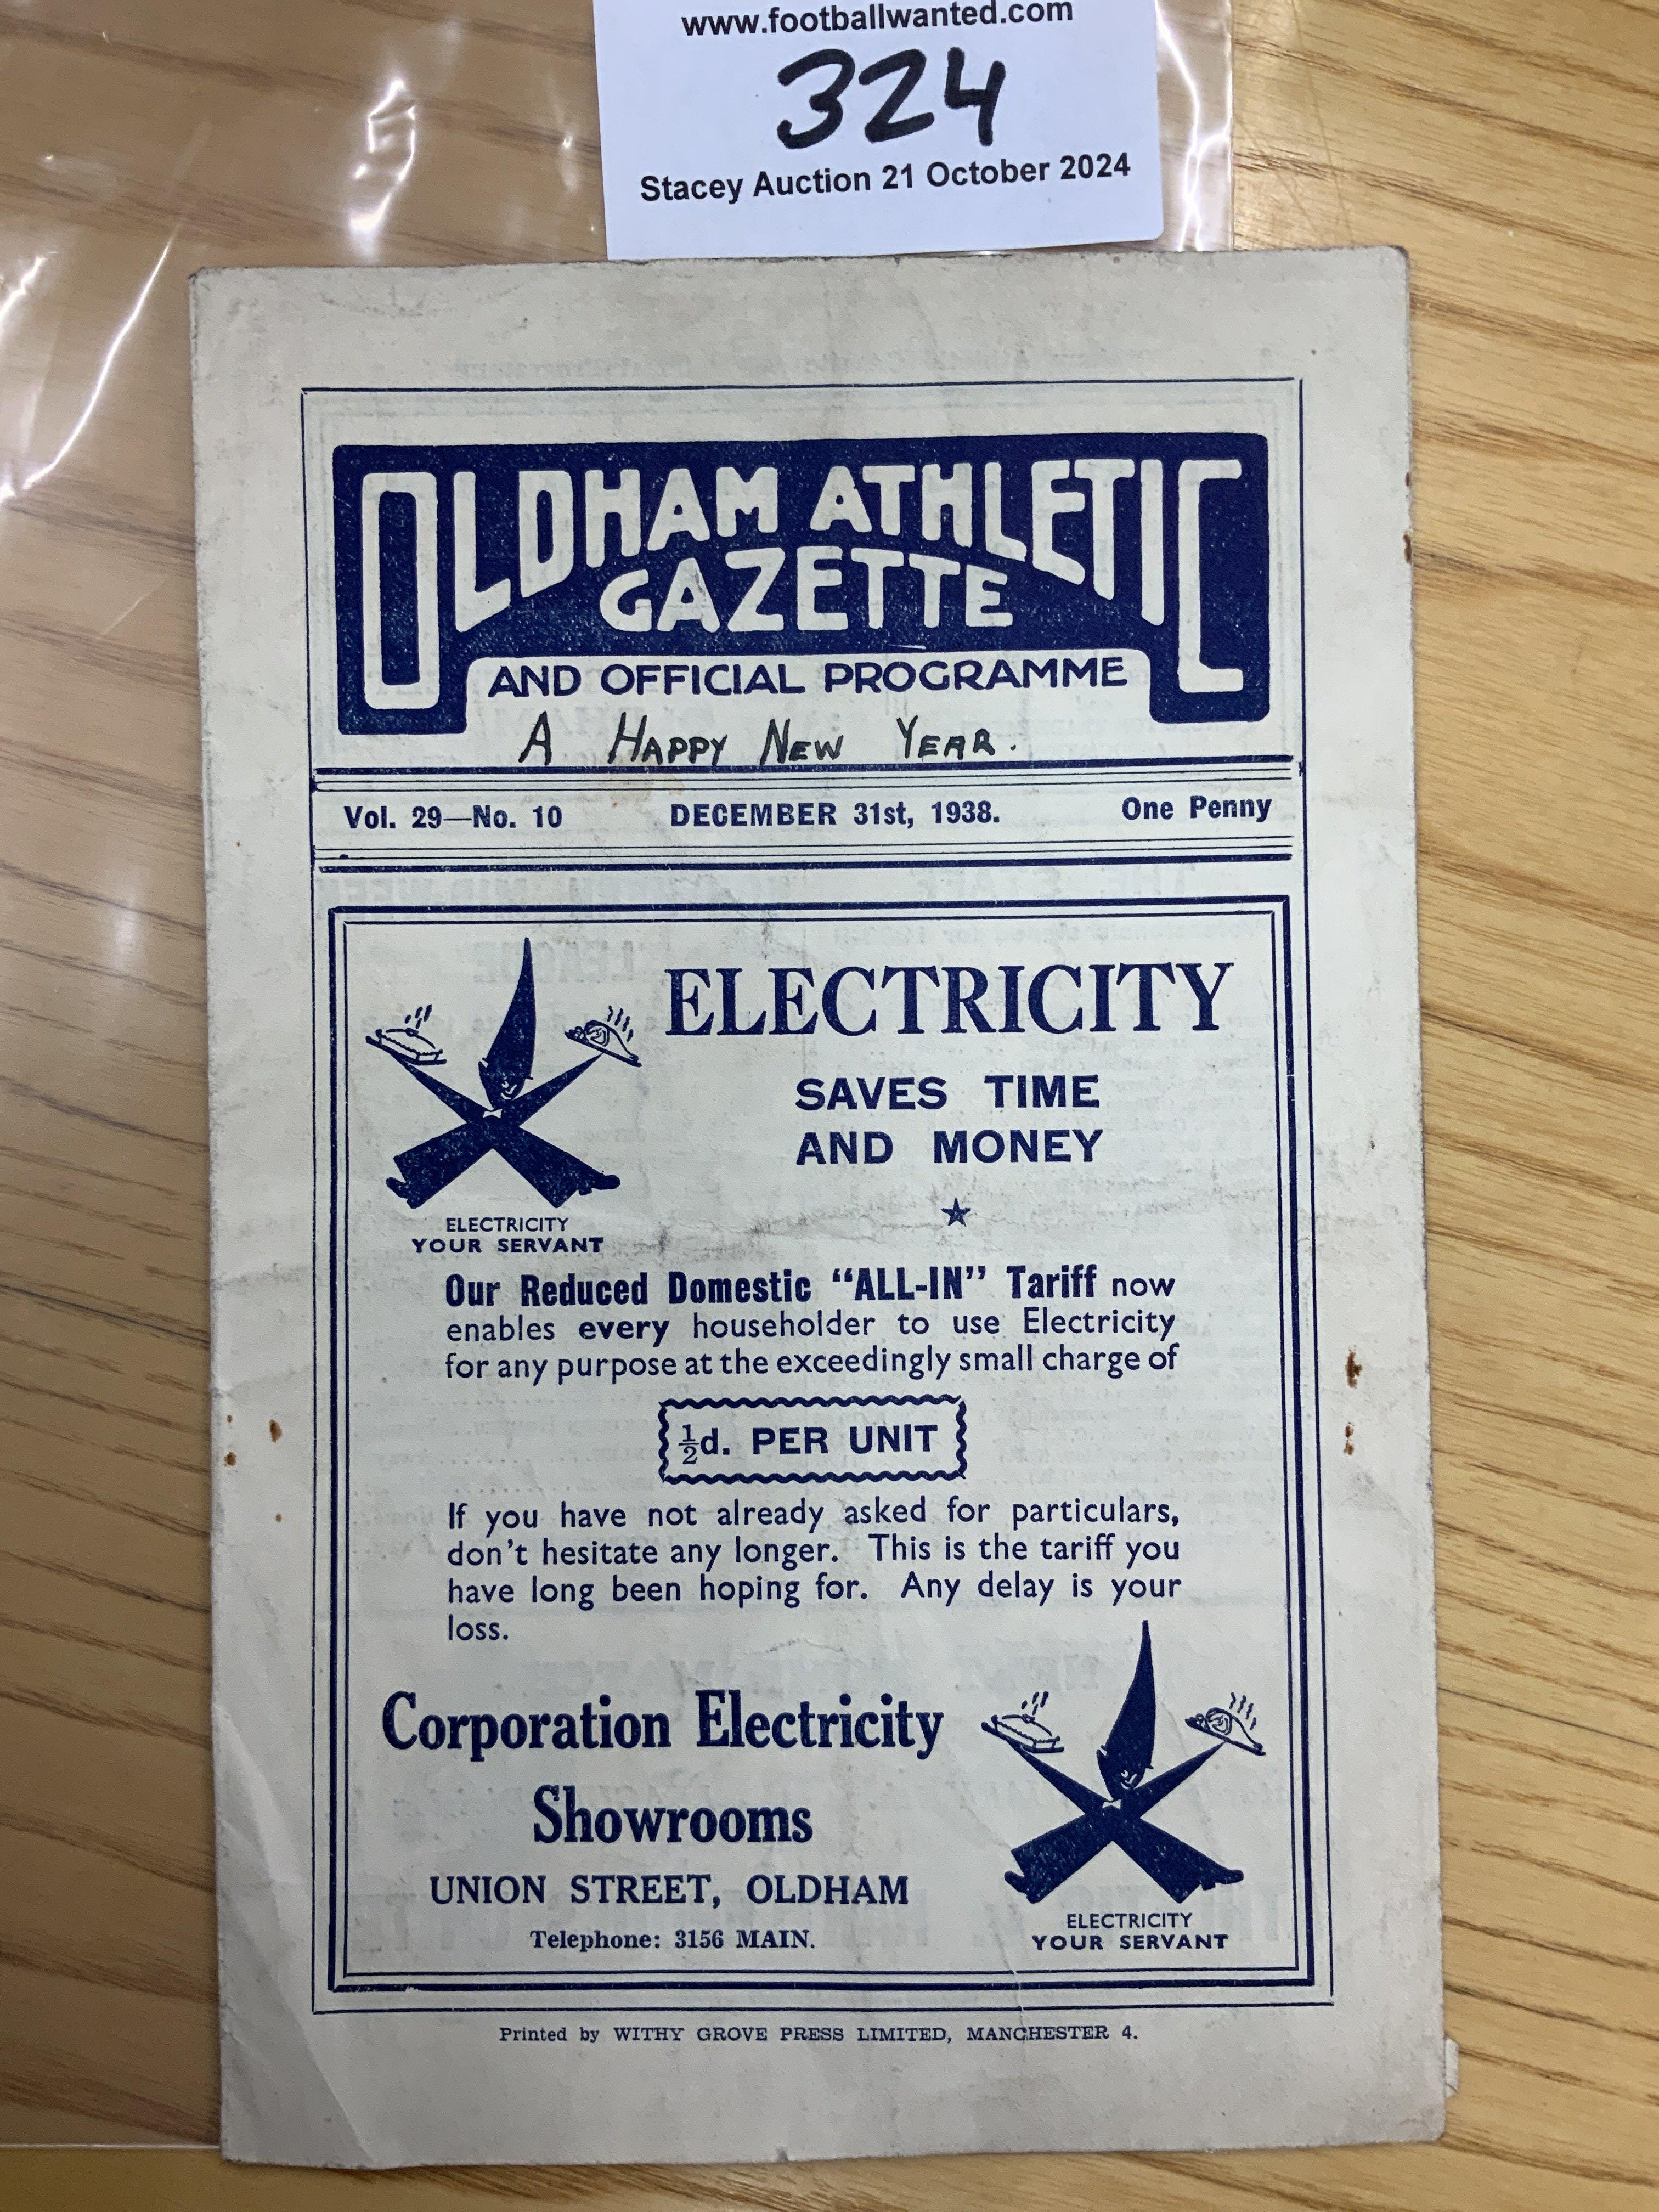 www.footballwanted.com
324
Stacey Auction 21 October 2024
OLDHAM ATHLETIC
GAZETTE
AND OFFICIAL PROGRAMME
A HAPPY NEW YEAR.
Vol. 29—No. 10 DECEMBER 31st, 1938. One Penny
ELECTRICITY
SAVES TIME
AND MONEY
ELECTRICITY
YOUR SERVANT
Our Reduced Domestic "ALL-IN" Tariff now
enables every householder to use Electricity
for any purpose at the exceedingly small charge of
½d. PER UNIT
If you have not already asked for particulars,
don't hesitate any longer. This is the tariff you
have long been hoping for. Any delay is your
loss.
Corporation Electricity
Showrooms
UNION STREET, OLDHAM
Telephone: 3156 MAIN.
ELECTRICITY
YOUR SERVANT
Printed by WITHY GROVE PRESS LIMITED, MANCHESTER 4.